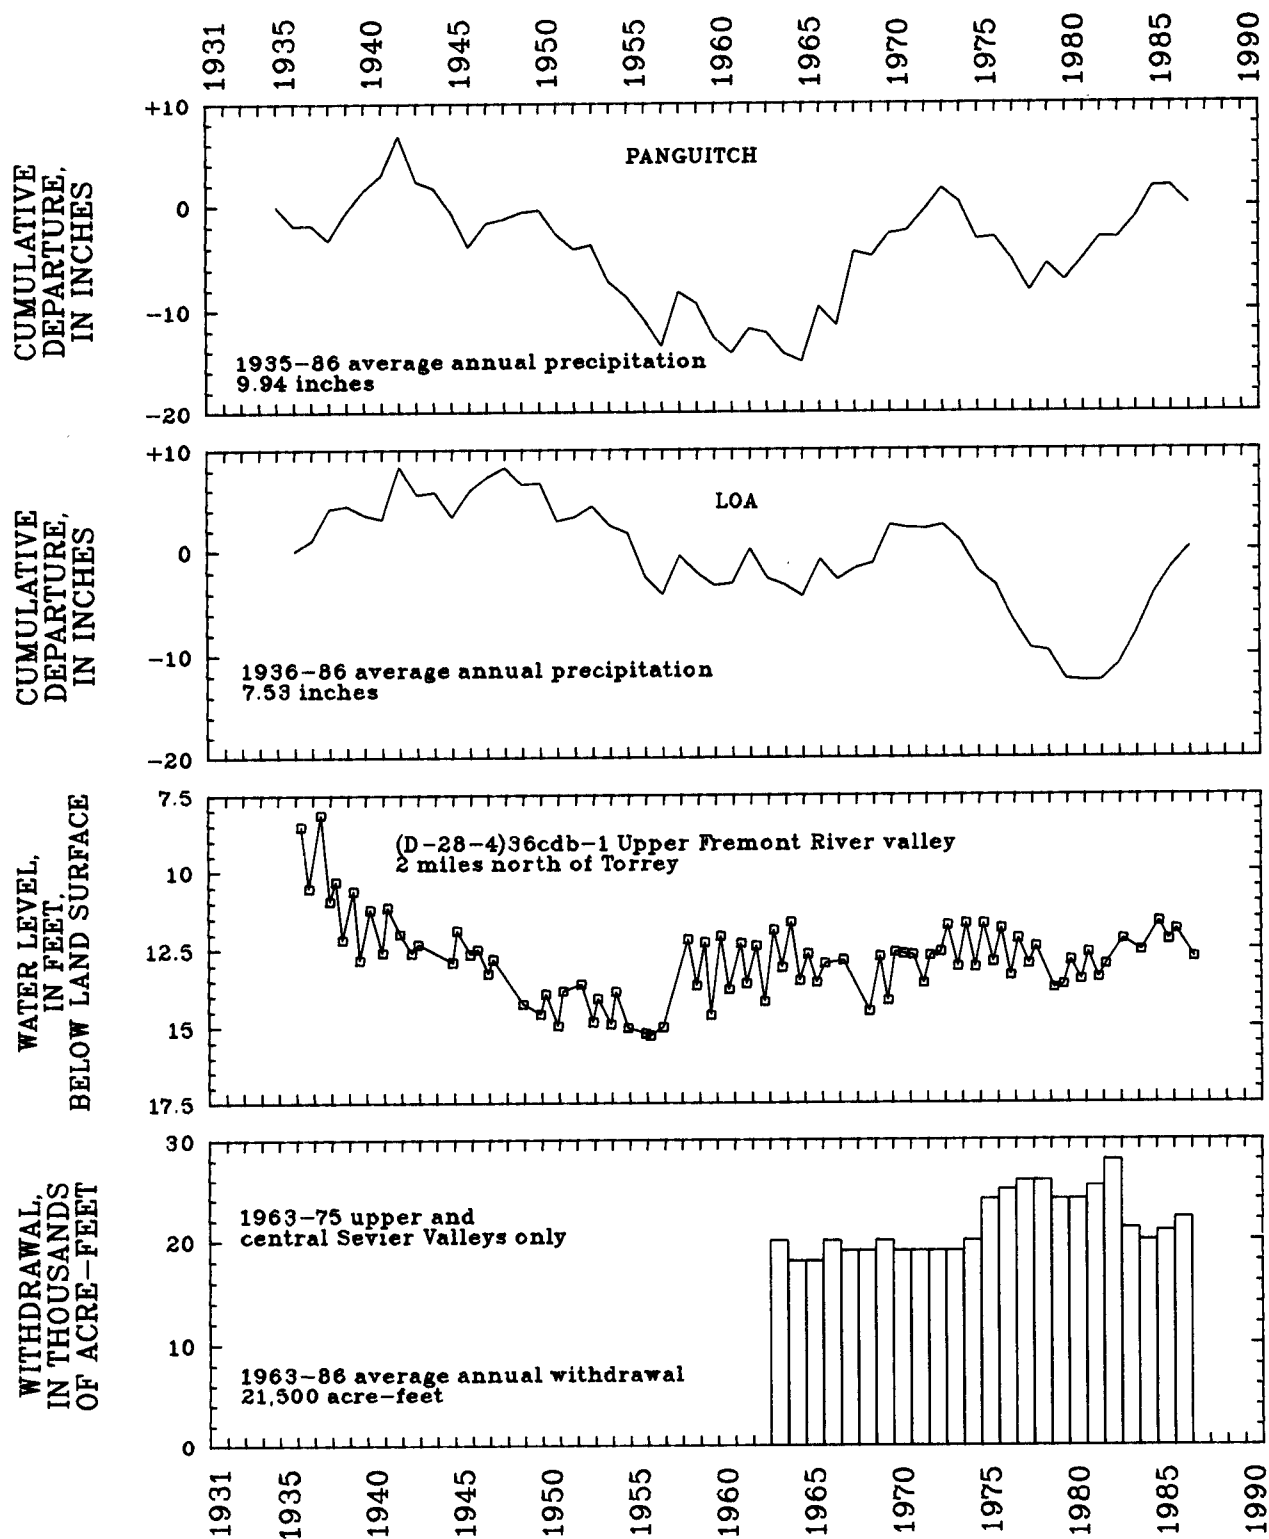 1931 1935 1940 1945 1950 1955 1960 1965 1970 1975 1980 1985 1990
CUMULATIVE
DEPARTURE,
IN INCHES
+10
0
−10
−20
PANGUITCH
1935−86 average annual precipitation
9.94 inches
CUMULATIVE
DEPARTURE,
IN INCHES
+10
0
−10
−20
LOA
1936−86 average annual precipitation
7.53 inches
WATER LEVEL,
IN FEET,
BELOW LAND SURFACE
7.5
10
12.5
15
17.5
(D−28−4)36cdb−1 Upper Fremont River valley
2 miles north of Torrey
WITHDRAWAL,
IN THOUSANDS
OF ACRE−FEET
30
20
10
0
1963−75 upper and
central Sevier Valleys only
1963−86 average annual withdrawal
21,500 acre−feet
1931 1935 1940 1945 1950 1955 1960 1965 1970 1975 1980 1985 1990